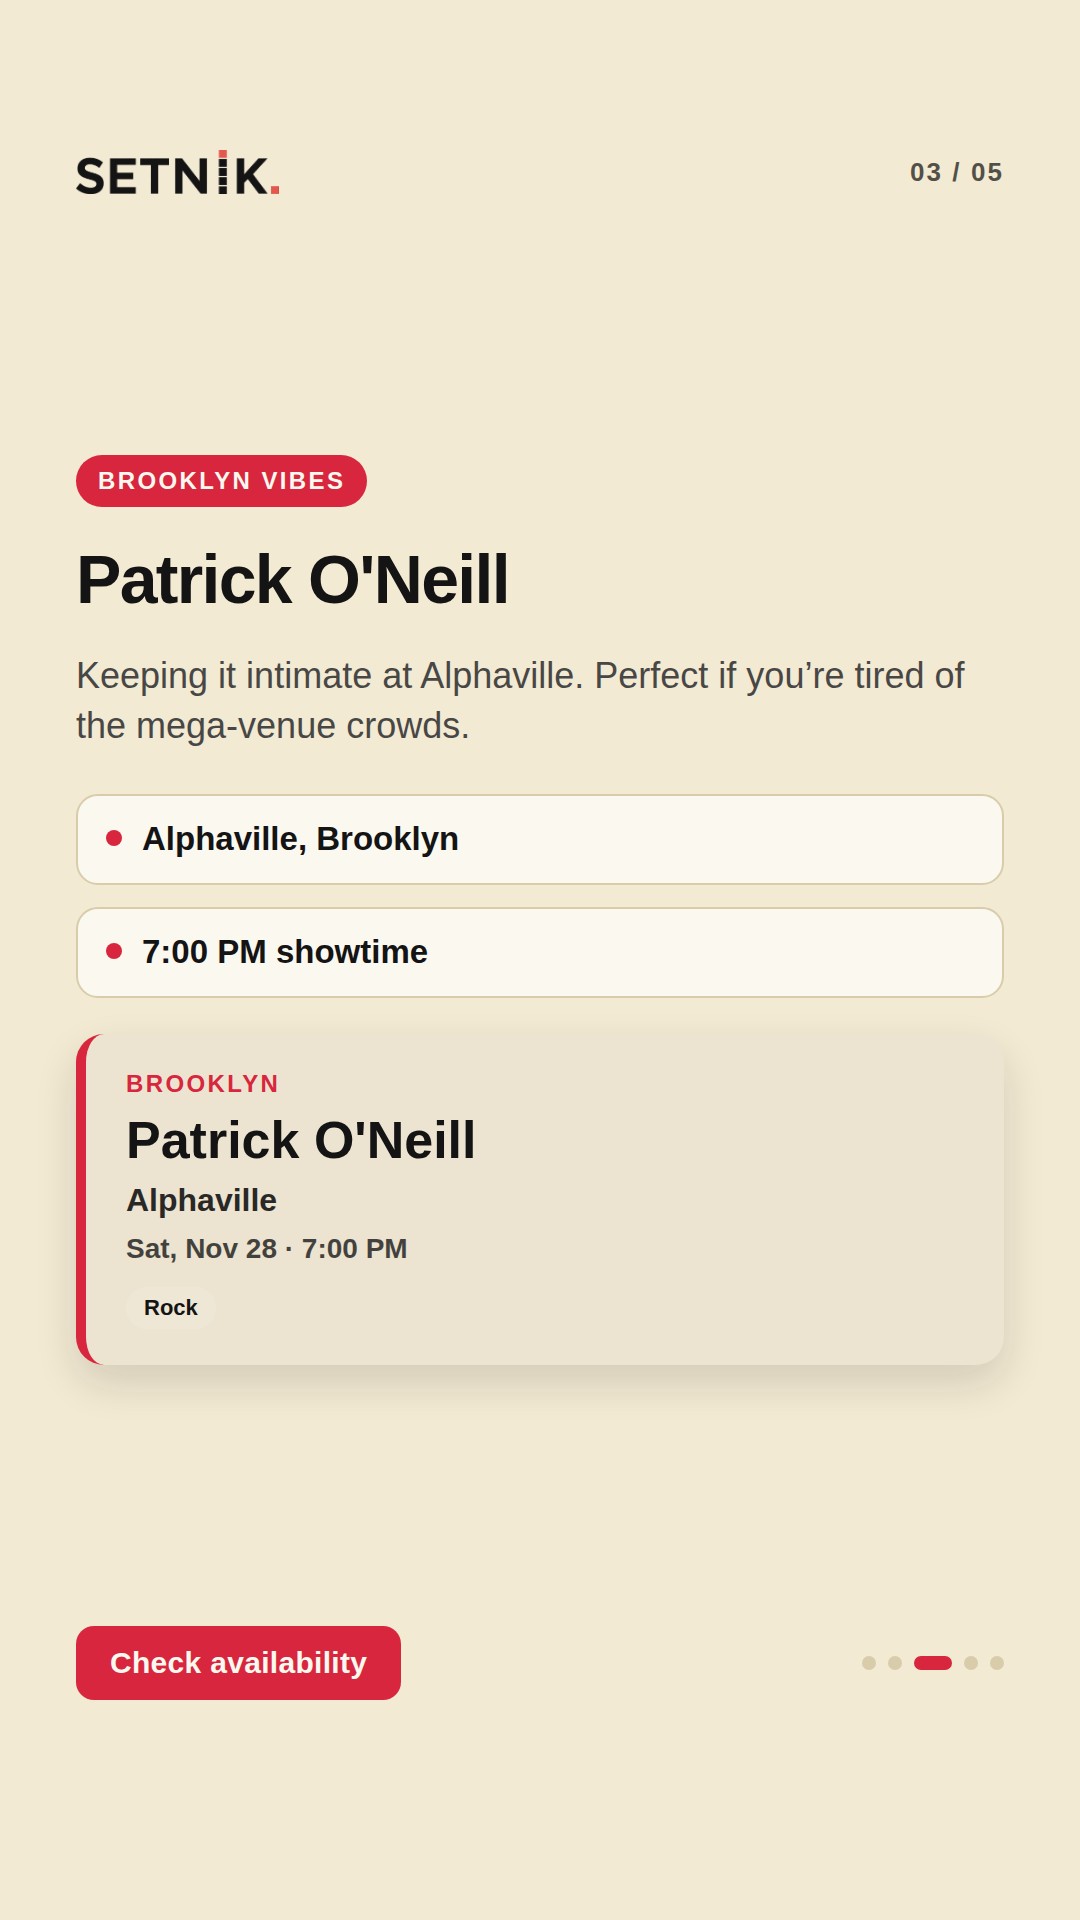 SETNIK.
03 / 05
BROOKLYN VIBES
Patrick O'Neill
Keeping it intimate at Alphaville. Perfect if you’re tired of
the mega-venue crowds.
Alphaville, Brooklyn
7:00 PM showtime
BROOKLYN
Patrick O'Neill
Alphaville
Sat, Nov 28 · 7:00 PM
Rock
Check availability